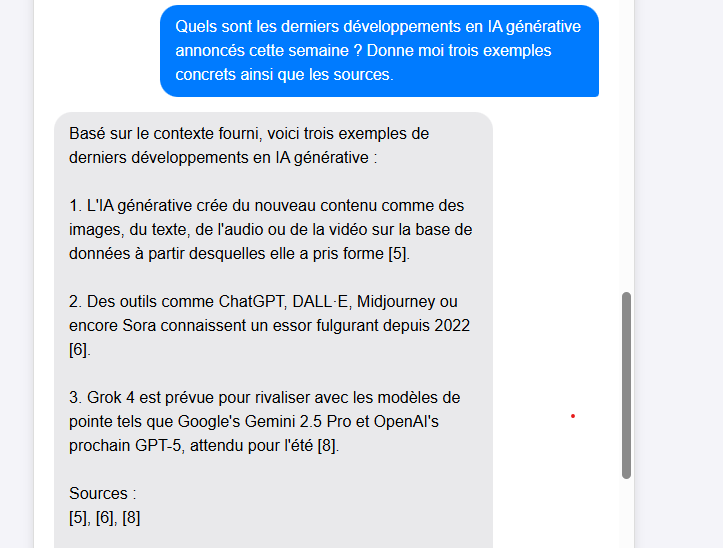 Quels sont les derniers développements en IA générative
annoncés cette semaine ? Donne moi trois exemples
concrets ainsi que les sources.
Basé sur le contexte fourni, voici trois exemples de
derniers développements en IA générative :
1. L'IA générative crée du nouveau contenu comme des
images, du texte, de l'audio ou de la vidéo sur la base de
données à partir desquelles elle a pris forme [5].
2. Des outils comme ChatGPT, DALL·E, Midjourney ou
encore Sora connaissent un essor fulgurant depuis 2022
[6].
3. Grok 4 est prévue pour rivaliser avec les modèles de
pointe tels que Google's Gemini 2.5 Pro et OpenAI's
prochain GPT-5, attendu pour l'été [8].
Sources :
[5], [6], [8]